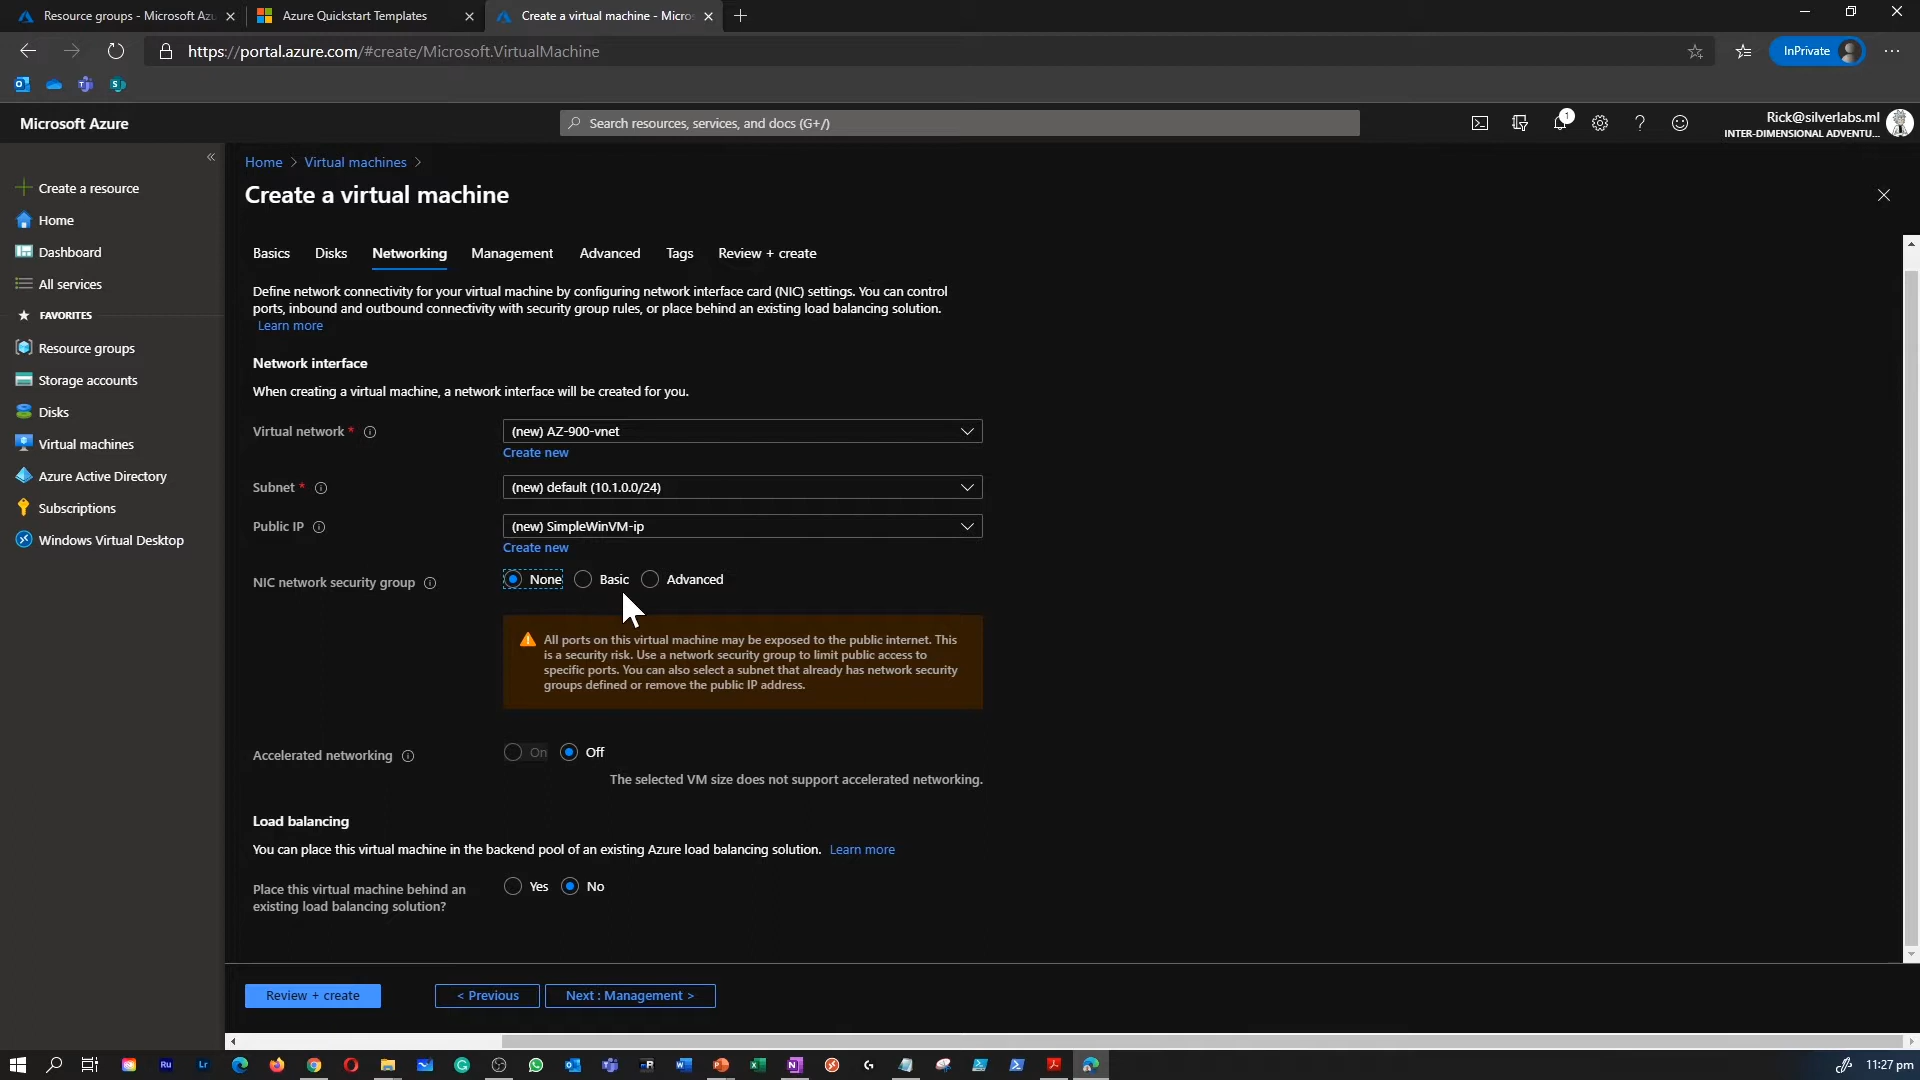 Resource groups - Microsoft Azu
Azure Quickstart Templates
Create a virtual machine - Micros
https://portal.azure.com/#create/Microsoft.VirtualMachine
InPrivate
Microsoft Azure
Search resources, services, and docs (G+/)
1
Rick@silverlabs.ml
INTER-DIMENSIONAL ADVENTU...
Create a resource
Home
Dashboard
All services
FAVORITES
Resource groups
Storage accounts
Disks
Virtual machines
Azure Active Directory
Subscriptions
Windows Virtual Desktop
Home > Virtual machines >
Create a virtual machine
Basics Disks Networking Management Advanced Tags Review + create
Define network connectivity for your virtual machine by configuring network interface card (NIC) settings. You can control
ports, inbound and outbound connectivity with security group rules, or place behind an existing load balancing solution.
Learn more
Network interface
When creating a virtual machine, a network interface will be created for you.
Virtual network *
(new) AZ-900-vnet
Create new
Subnet *
(new) default (10.1.0.0/24)
Public IP
(new) SimpleWinVM-ip
Create new
NIC network security group
None Basic Advanced
All ports on this virtual machine may be exposed to the public internet. This
is a security risk. Use a network security group to limit public access to
specific ports. You can also select a subnet that already has network security
groups defined or remove the public IP address.
Accelerated networking
On Off
The selected VM size does not support accelerated networking.
Load balancing
You can place this virtual machine in the backend pool of an existing Azure load balancing solution. Learn more
Place this virtual machine behind an
existing load balancing solution?
Yes No
Review + create
< Previous
Next : Management >
Ru
Lr
11:27 pm